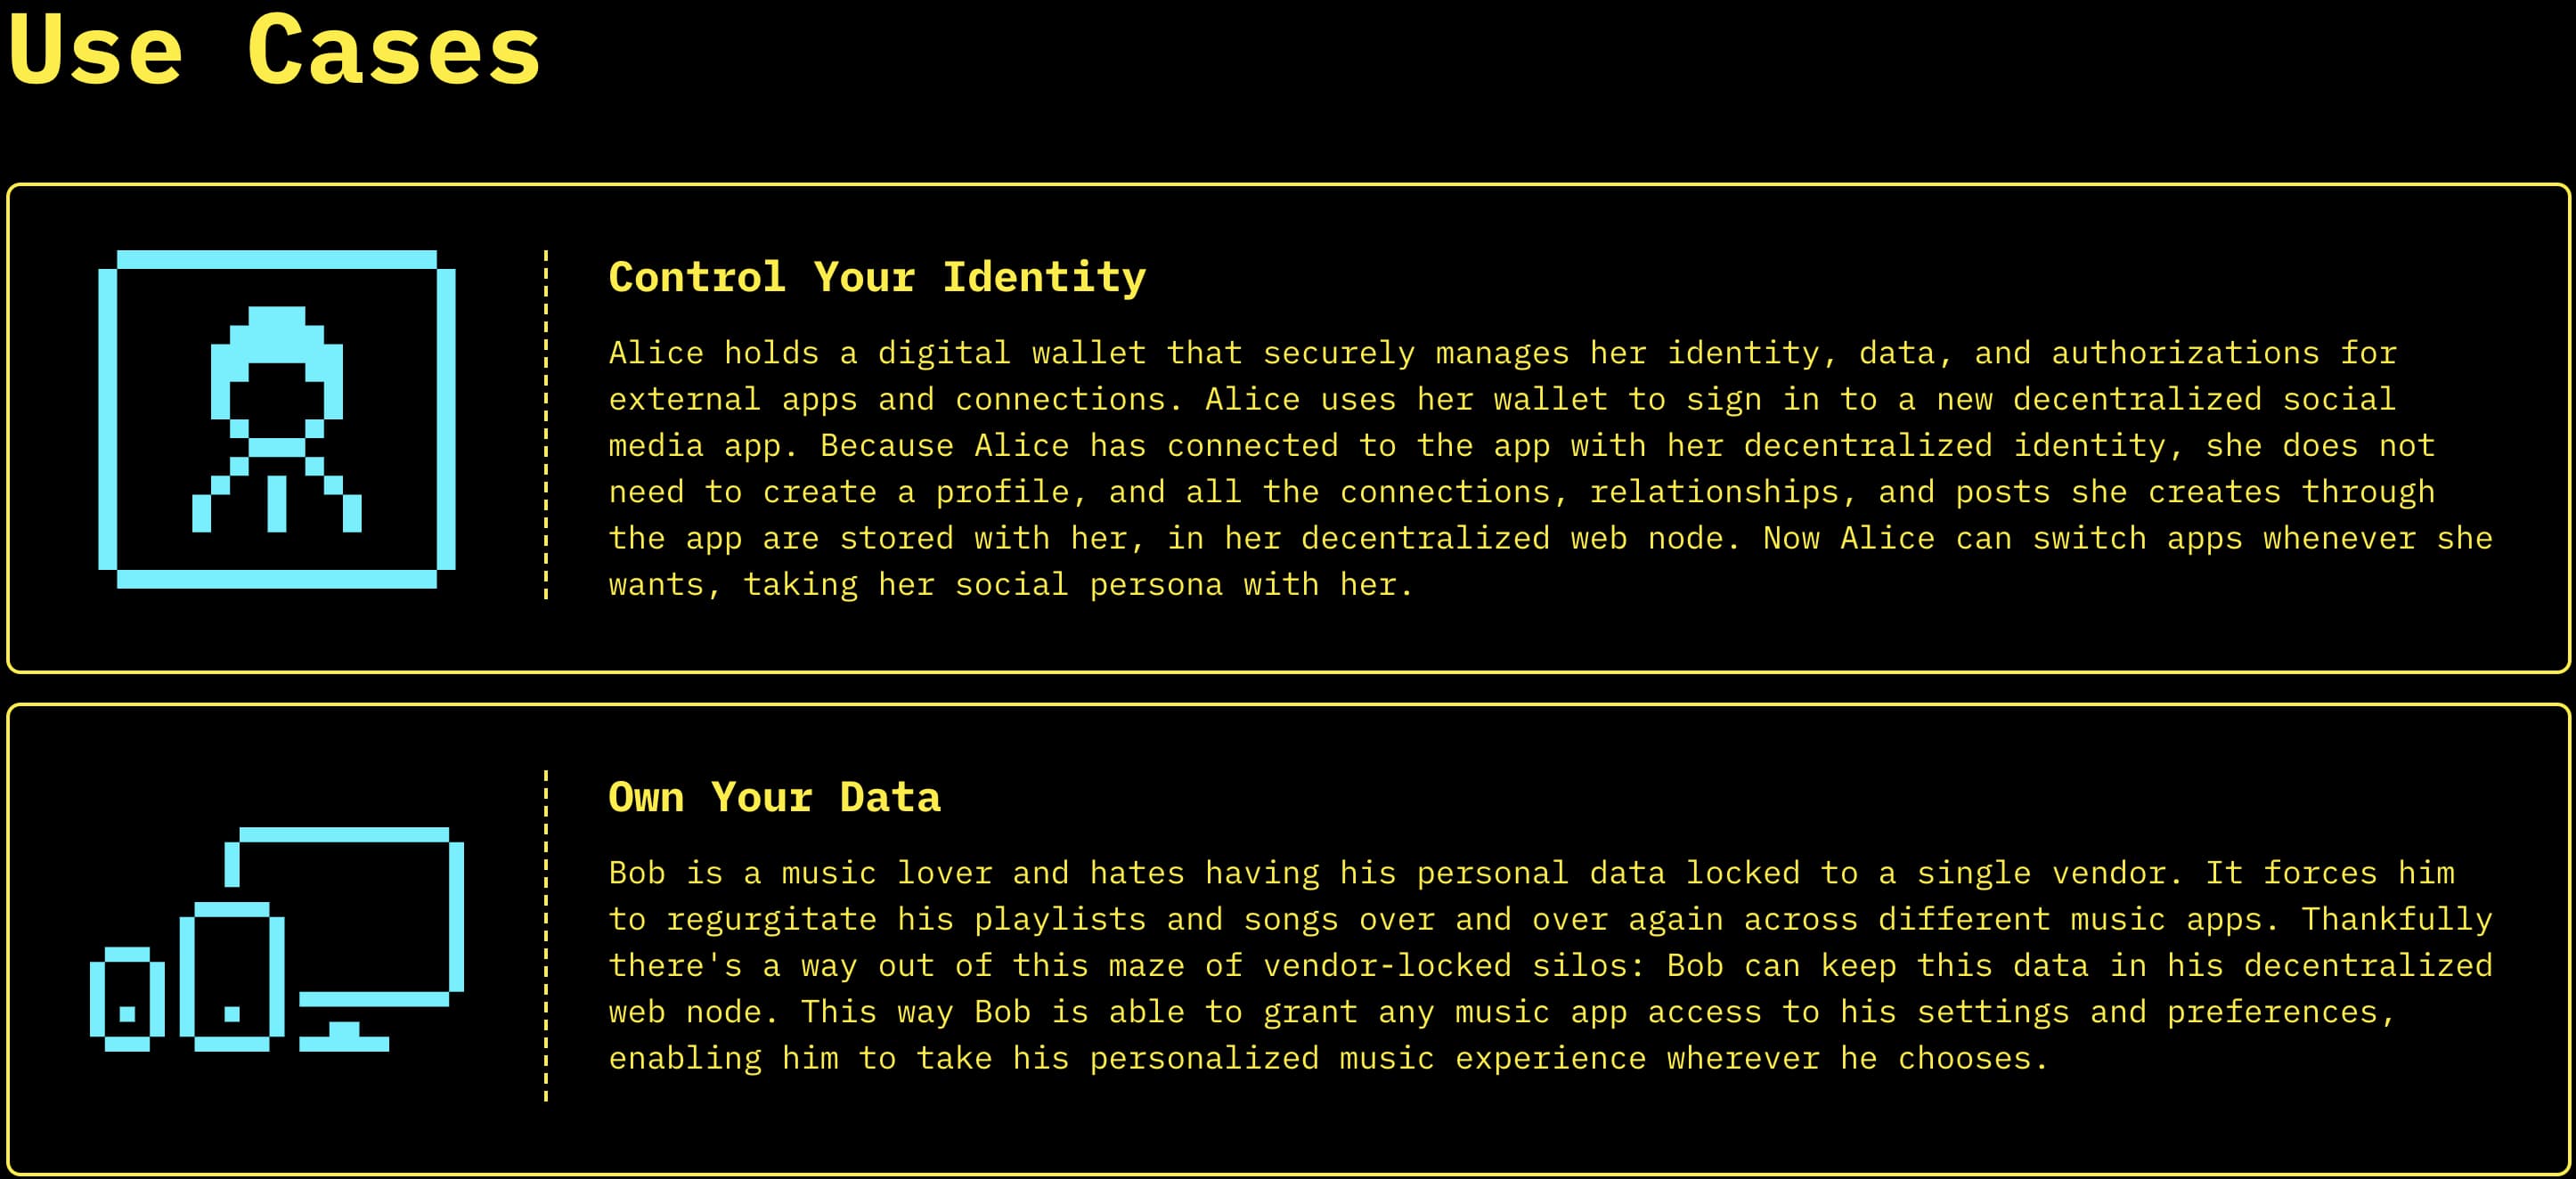 Use Cases
Control Your Identity
Alice holds a digital wallet that securely manages her identity, data, and authorizations for
external apps and connections. Alice uses her wallet to sign in to a new decentralized social
media app. Because Alice has connected to the app with her decentralized identity, she does not
need to create a profile, and all the connections, relationships, and posts she creates through
the app are stored with her, in her decentralized web node. Now Alice can switch apps whenever she
wants, taking her social persona with her.
Own Your Data
Bob is a music lover and hates having his personal data locked to a single vendor. It forces him
to regurgitate his playlists and songs over and over again across different music apps. Thankfully
there's a way out of this maze of vendor-locked silos: Bob can keep this data in his decentralized
web node. This way Bob is able to grant any music app access to his settings and preferences,
enabling him to take his personalized music experience wherever he chooses.